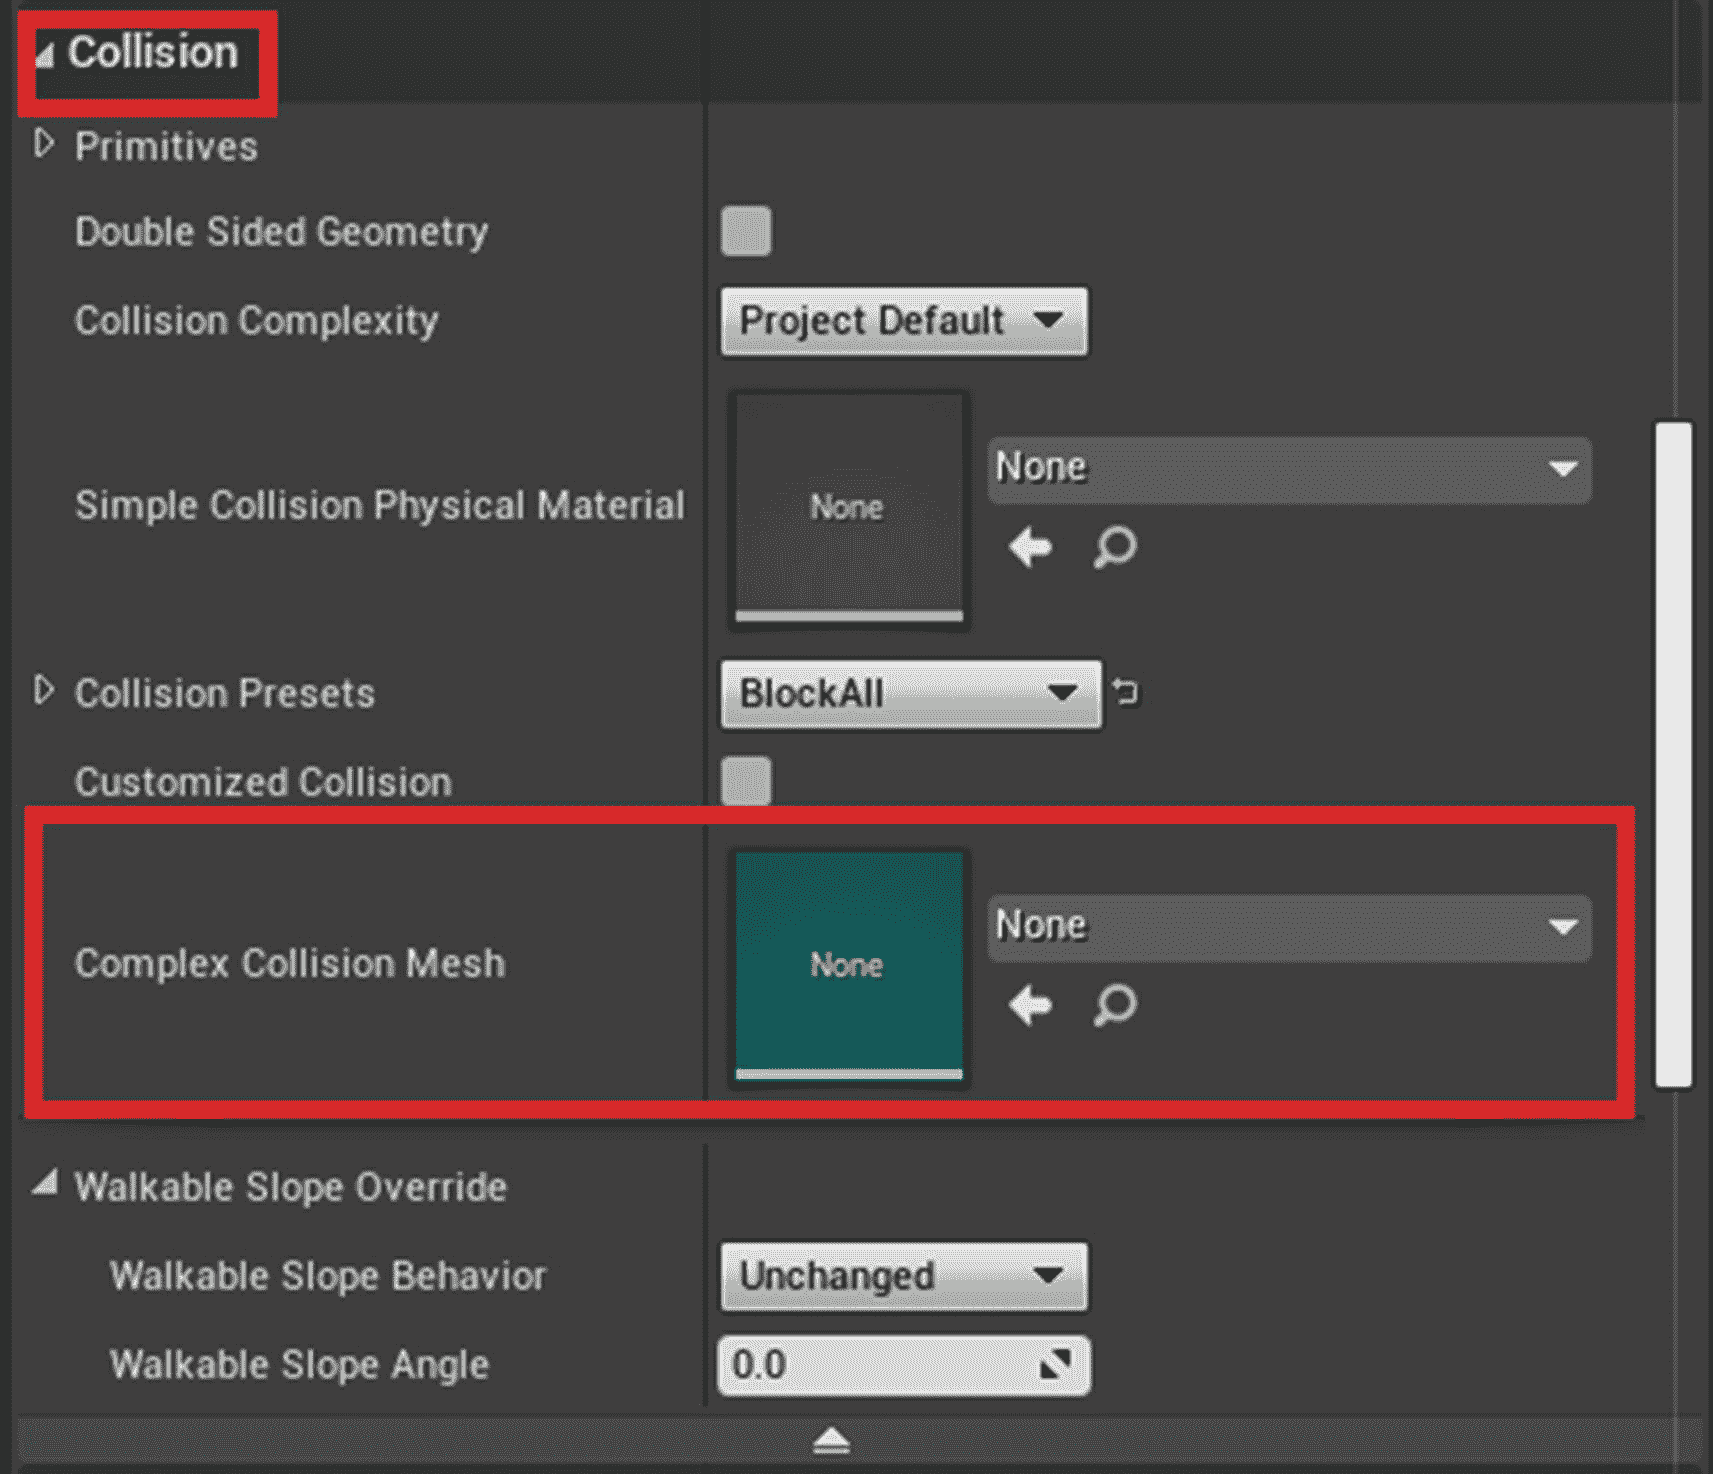 Collision
Primitives
Double Sided Geometry
Collision Complexity Project Default
Simple Collision Physical Material None None
Collision Presets BlockAll
Customized Collision
Complex Collision Mesh None None
Walkable Slope Override
Walkable Slope Behavior Unchanged
Walkable Slope Angle 0.0